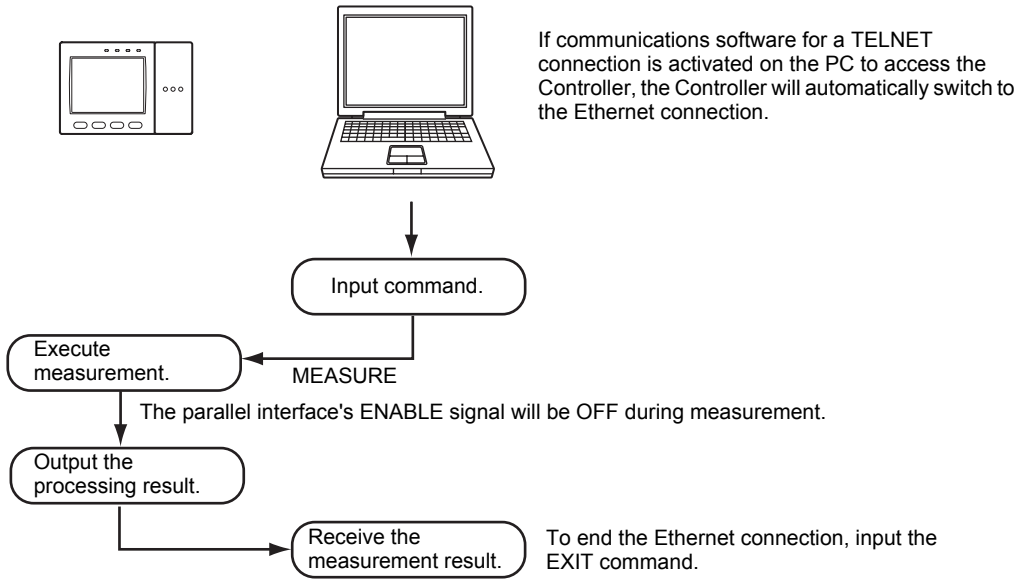 If communications software for a TELNET
connection is activated on the PC to access the
Controller, the Controller will automatically switch to
the Ethernet connection.
Input command.
Execute
measurement.
MEASURE
The parallel interface's ENABLE signal will be OFF during measurement.
Output the
processing result.
Receive the
measurement result.
To end the Ethernet connection, input the
EXIT command.